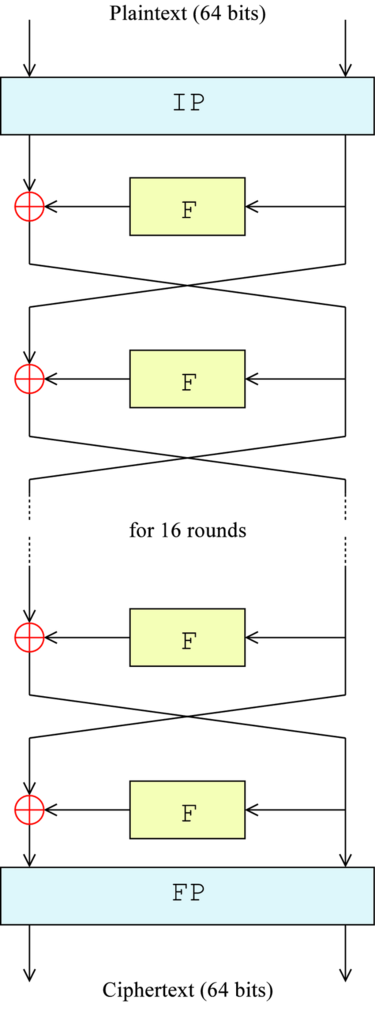 Plaintext (64 bits)
IP
F
F
for 16 rounds
F
F
FP
Ciphertext (64 bits)